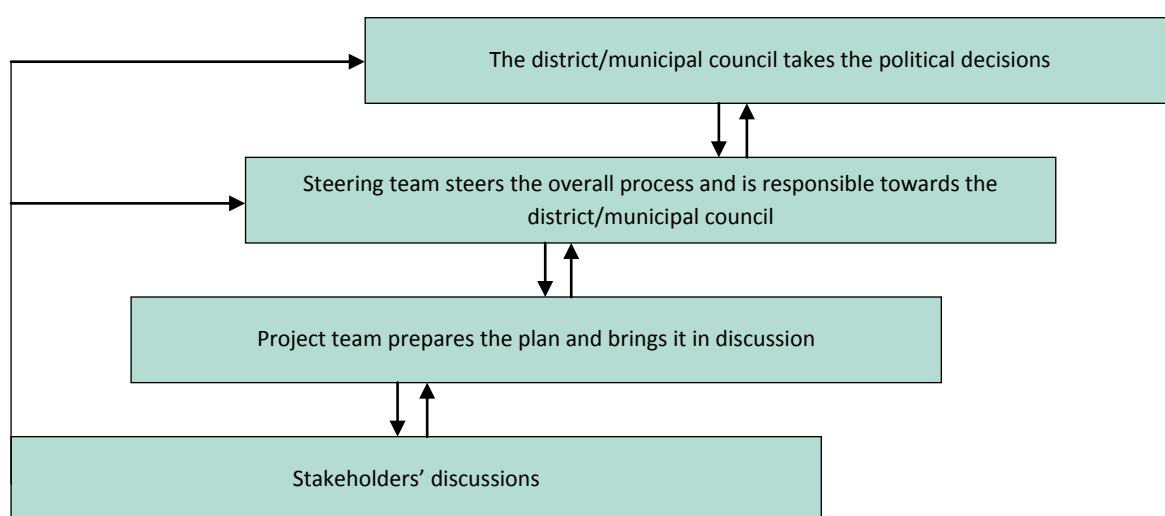 The district/municipal council takes the political decisions
Steering team steers the overall process and is responsible towards the
district/municipal council
Project team prepares the plan and brings it in discussion
Stakeholders’ discussions